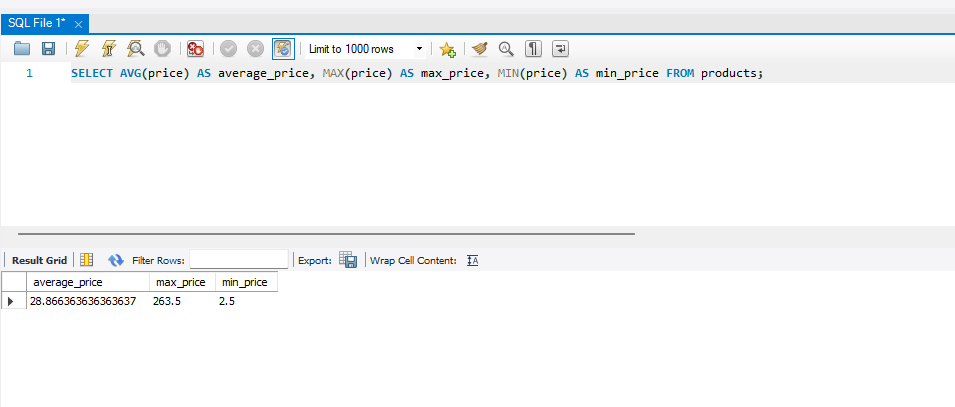 SQL File 1*
Limit to 1000 rows
1 SELECT AVG(price) AS average_price, MAX(price) AS max_price, MIN(price) AS min_price FROM products;
Result Grid Filter Rows: Export: Wrap Cell Content:
average_price max_price min_price
28.866363636363637 263.5 2.5